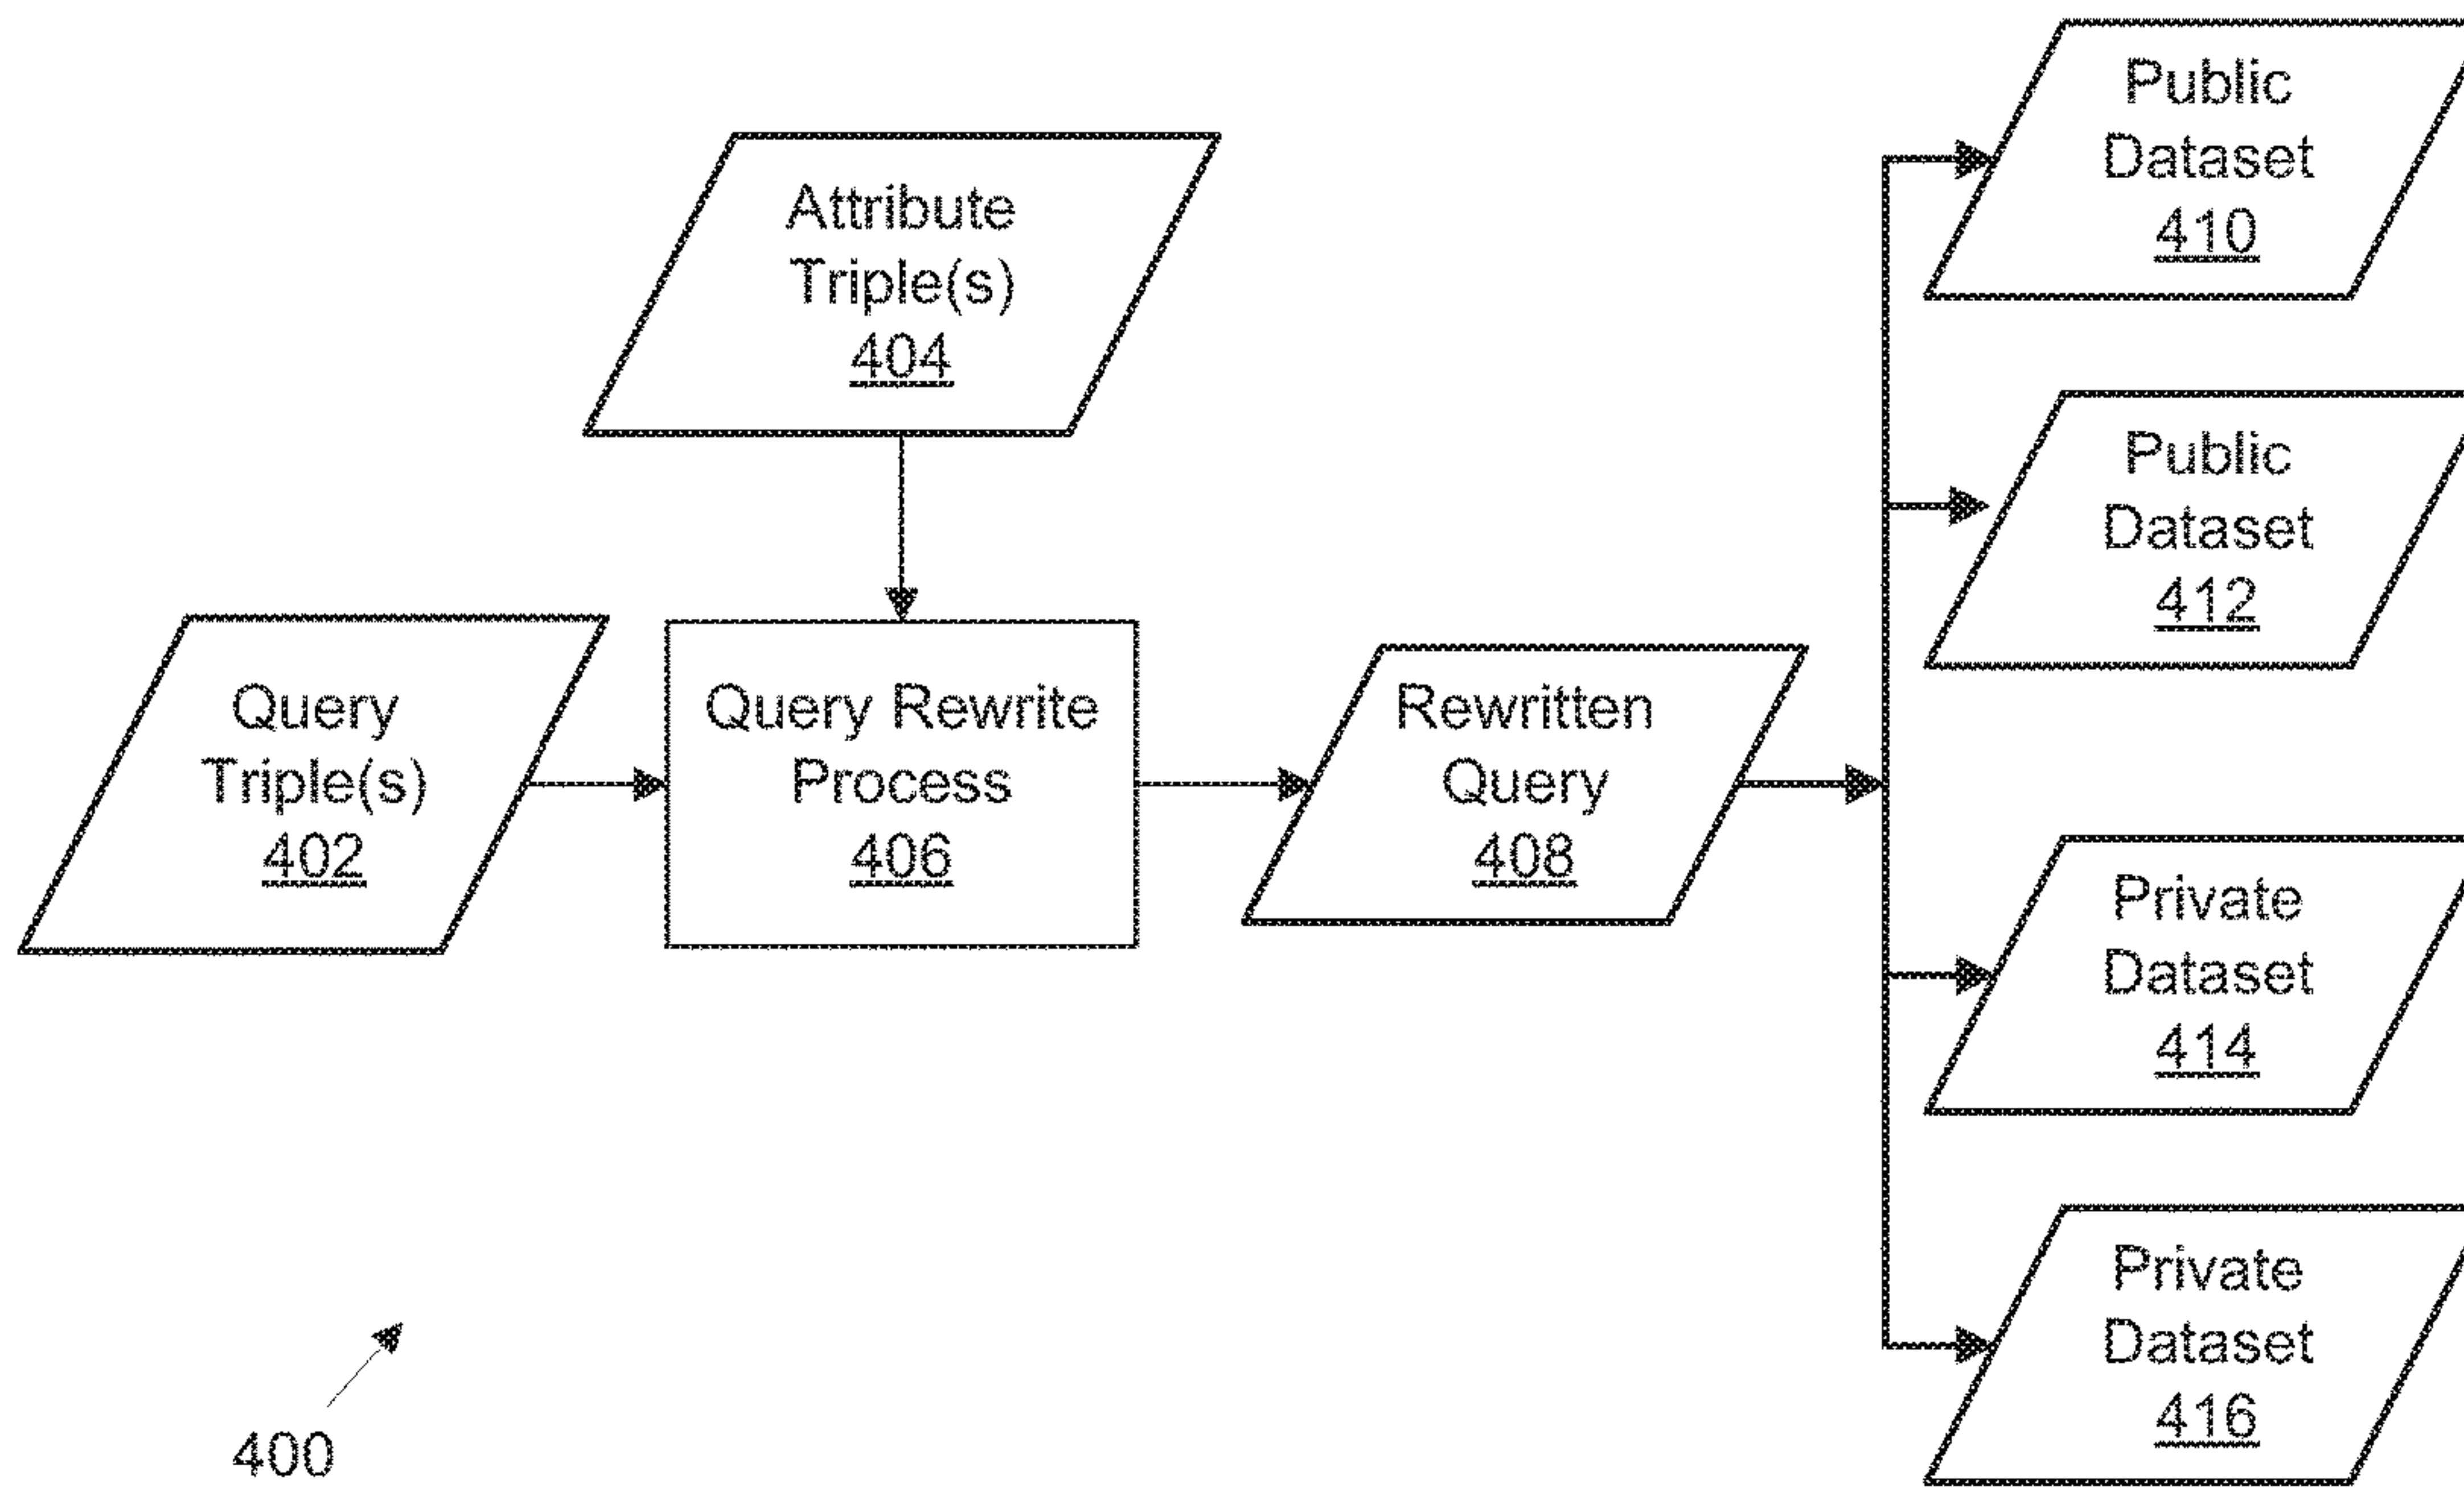 Public
Dataset
410
Attribute
Triple(s)
404
Public
Dataset
412
Query
Triple(s)
402
Query Rewrite
Process
406
Rewritten
Query
408
Private
Dataset
414
Private
Dataset
416
400